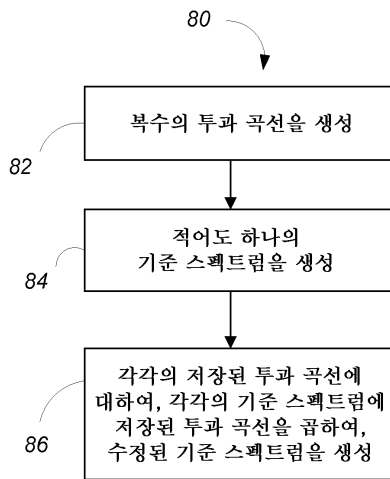 80
복수의 투과 곡선을 생성
82
적어도 하나의
기준 스펙트럼을 생성
84
각각의 저장된 투과 곡선에
대하여, 각각의 기준 스펙트럼에
저장된 투과 곡선을 곱하여,
수정된 기준 스펙트럼을 생성
86